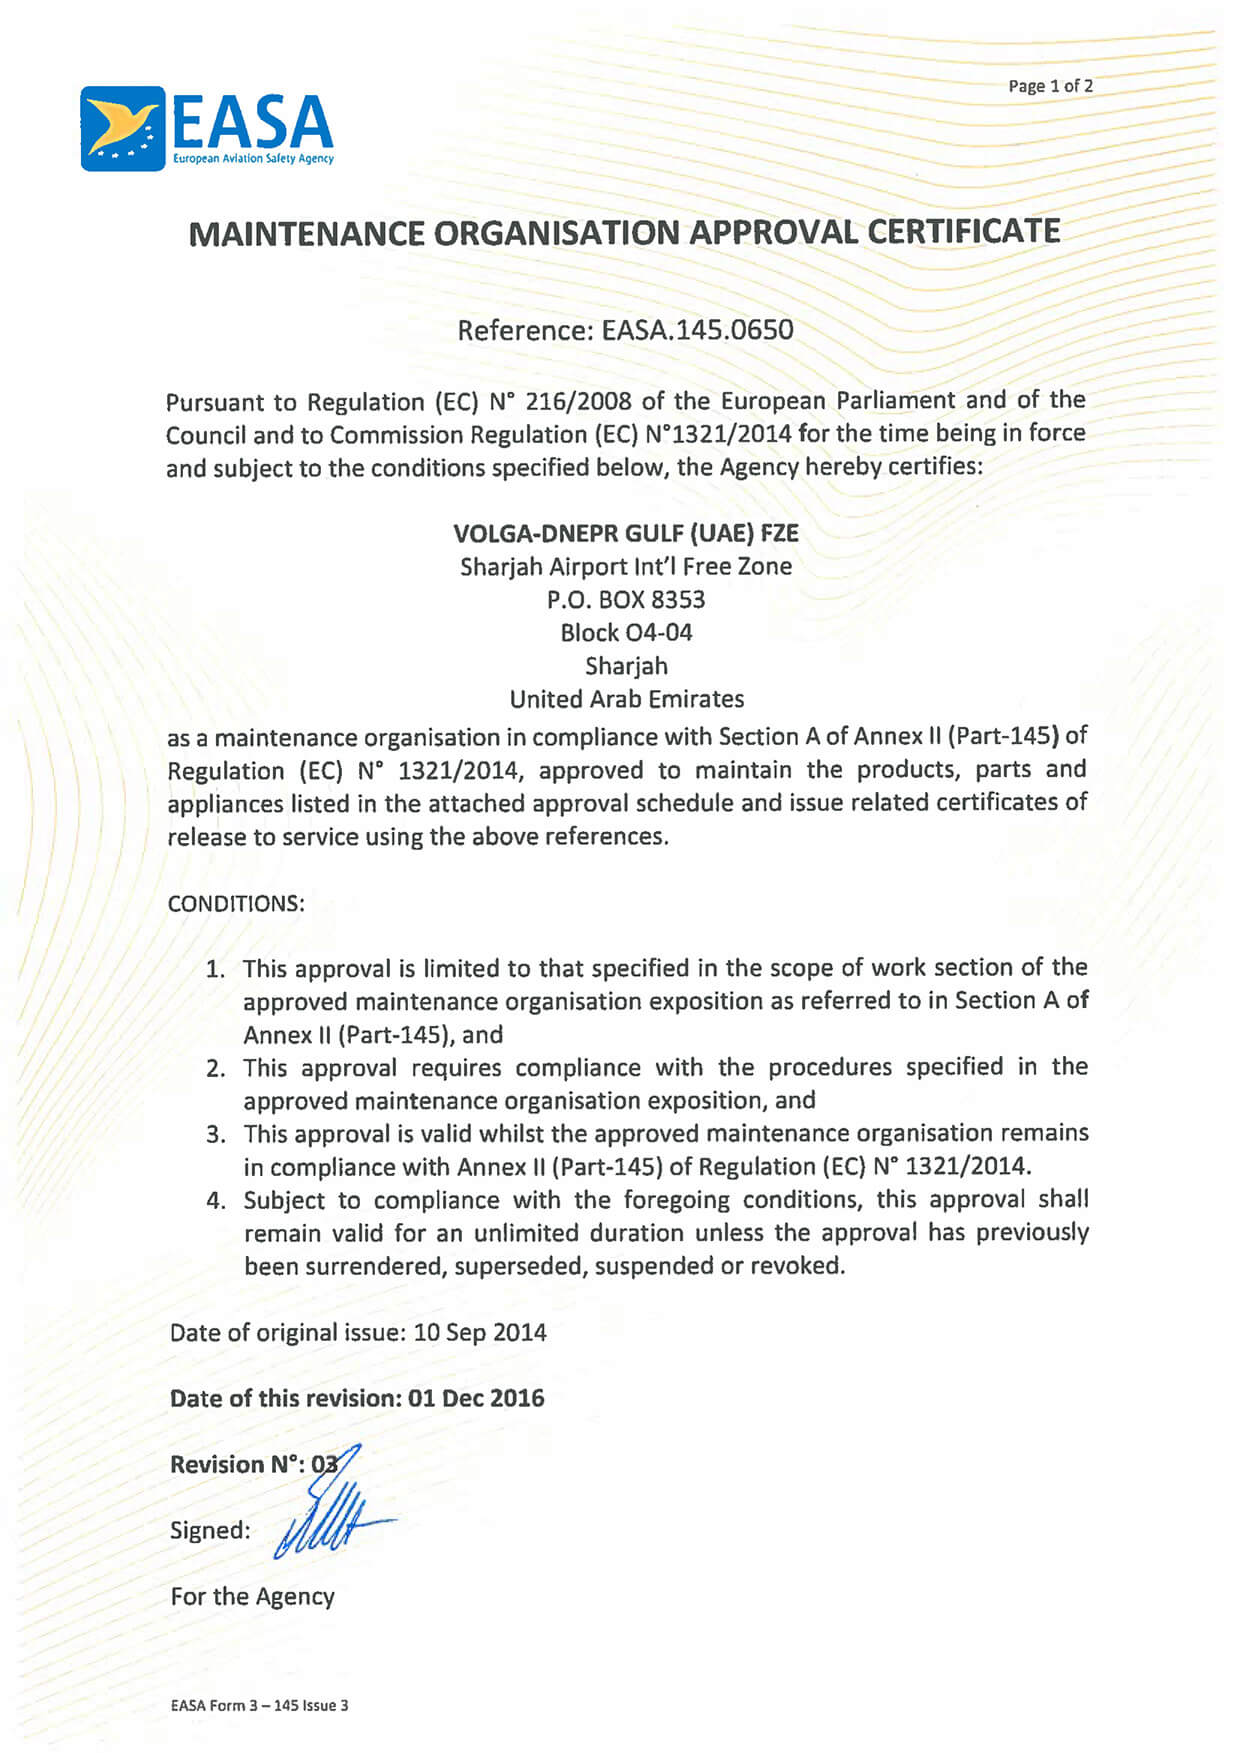 Page 1 of 2
EASA
European Aviation Safety Agency
MAINTENANCE ORGANISATION APPROVAL CERTIFICATE
Reference: EASA.145.0650
Pursuant to Regulation (EC) N° 216/2008 of the European Parliament and of the
Council and to Commission Regulation (EC) N°1321/2014 for the time being in force
and subject to the conditions specified below, the Agency hereby certifies:
VOLGA-DNEPR GULF (UAE) FZE
Sharjah Airport Int'l Free Zone
P.O. BOX 8353
Block O4-04
Sharjah
United Arab Emirates
as a maintenance organisation in compliance with Section A of Annex II (Part-145) of
Regulation (EC) N° 1321/2014, approved to maintain the products, parts and
appliances listed in the attached approval schedule and issue related certificates of
release to service using the above references.
CONDITIONS:
1. This approval is limited to that specified in the scope of work section of the
approved maintenance organisation exposition as referred to in Section A of
Annex II (Part-145), and
2. This approval requires compliance with the procedures specified in the
approved maintenance organisation exposition, and
3. This approval is valid whilst the approved maintenance organisation remains
in compliance with Annex II (Part-145) of Regulation (EC) N° 1321/2014.
4. Subject to compliance with the foregoing conditions, this approval shall
remain valid for an unlimited duration unless the approval has previously
been surrendered, superseded, suspended or revoked.
Date of original issue: 10 Sep 2014
Date of this revision: 01 Dec 2016
Revision N°: 03
Signed:
For the Agency
EASA Form 3 – 145 Issue 3